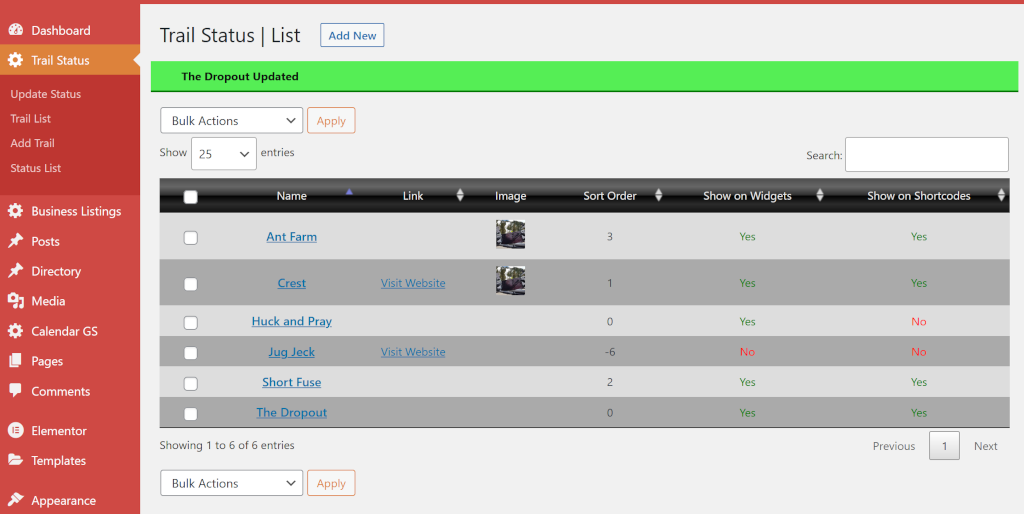 Dashboard
Trail Status
Update Status
Trail List
Add Trail
Status List
Business Listings
Posts
Directory
Media
Calendar GS
Pages
Comments
Elementor
Templates
Appearance
Trail Status | List Add New
The Dropout Updated
Bulk Actions Apply
Show 25 entries Search:
Name Link Image Sort Order Show on Widgets Show on Shortcodes
Ant Farm 3 Yes Yes
Crest Visit Website 1 Yes Yes
Huck and Pray 0 Yes No
Jug Jeck Visit Website -6 No No
Short Fuse 2 Yes Yes
The Dropout 0 Yes Yes
Showing 1 to 6 of 6 entries Previous 1 Next
Bulk Actions Apply